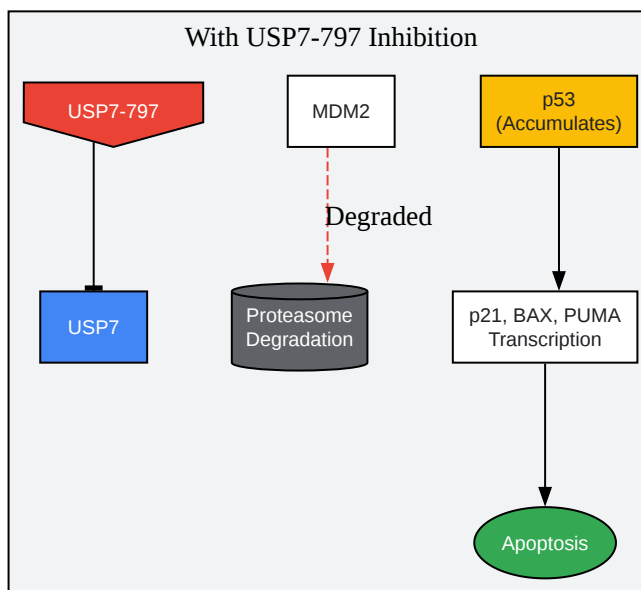 With USP7-797 Inhibition
USP7-797
MDM2
p53
(Accumulates)
Degraded
USP7
Proteasome
Degradation
p21, BAX, PUMA
Transcription
Apoptosis